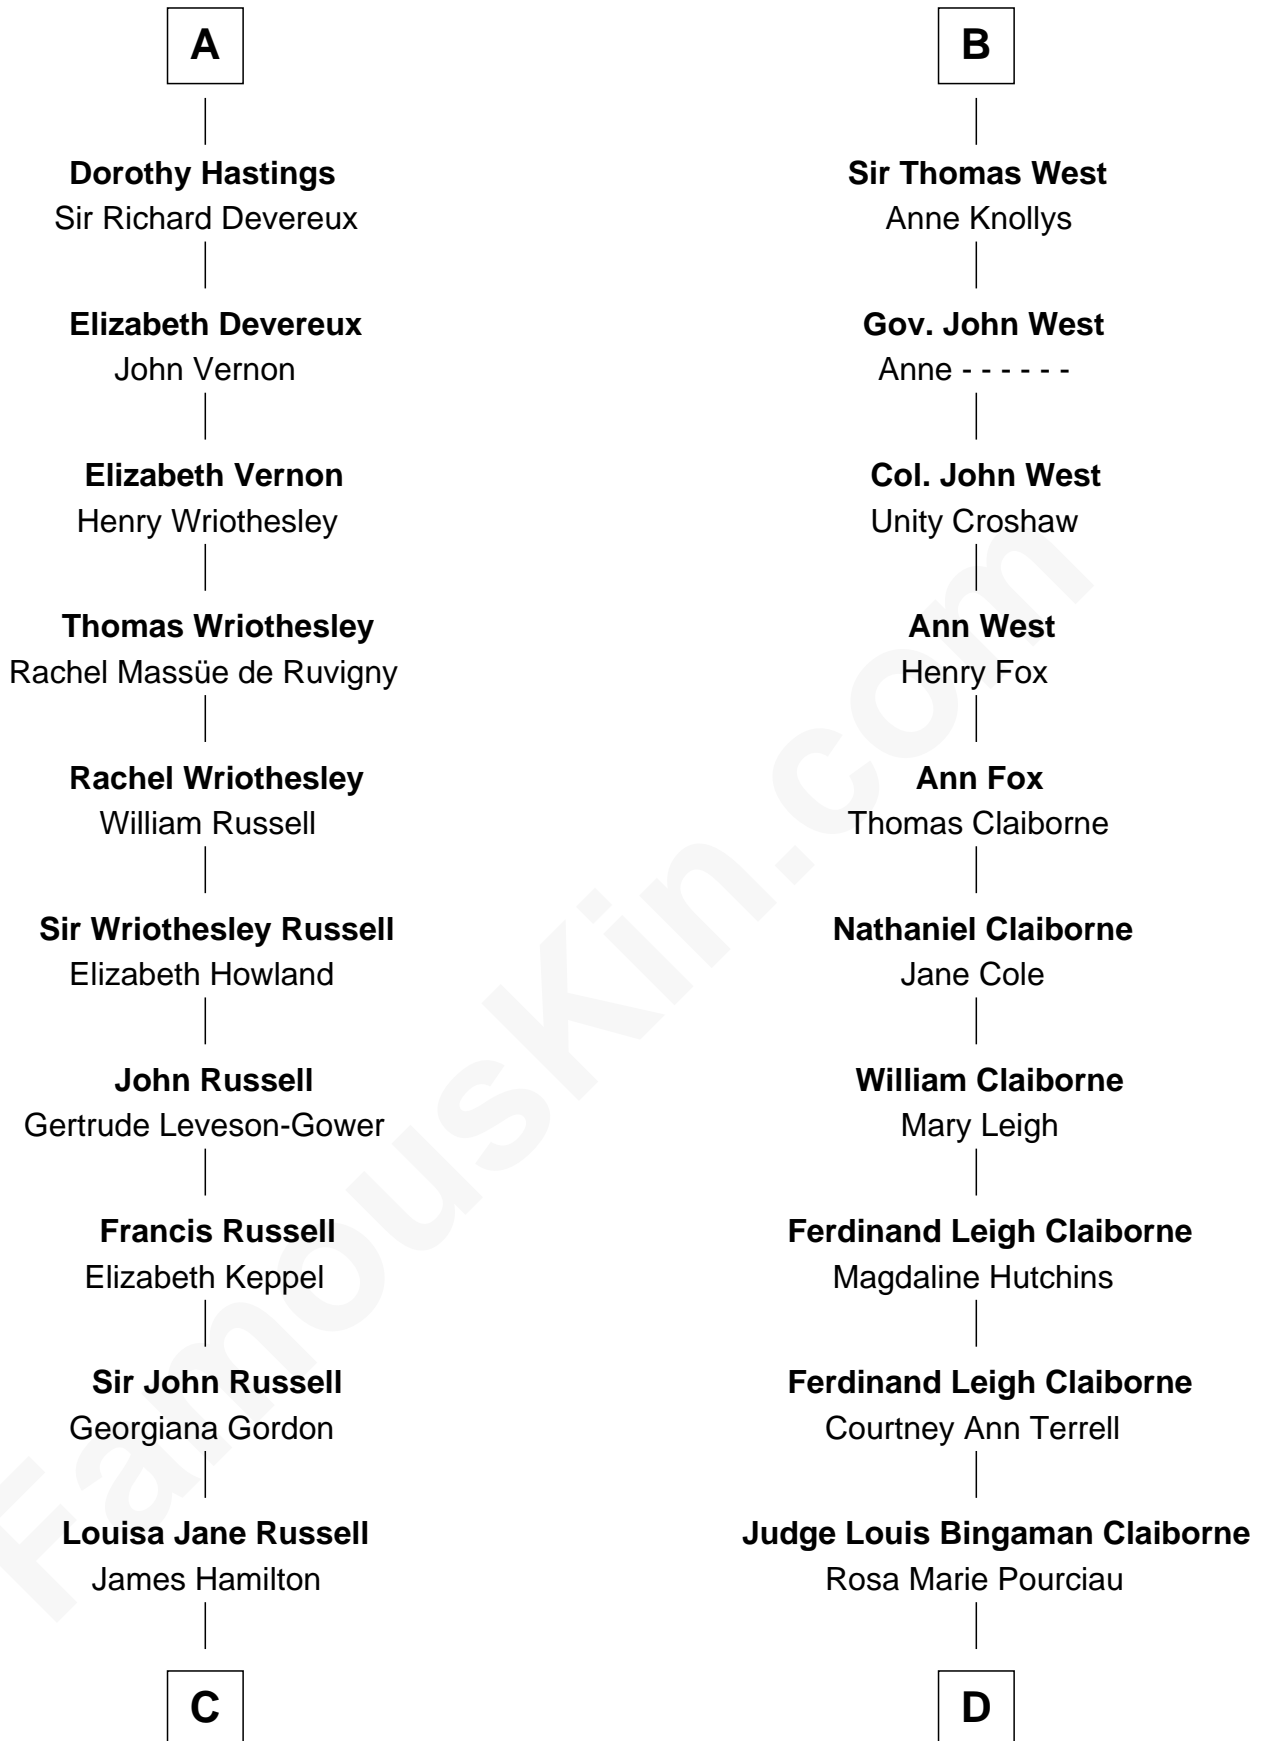 A
Dorothy Hastings
Sir Richard Devereux
Elizabeth Devereux
John Vernon
Elizabeth Vernon
Henry Wriothesley
Thomas Wriothesley
Rachel Massüe de Ruvigny
Rachel Wriothesley
William Russell
Sir Wriothesley Russell
Elizabeth Howland
John Russell
Gertrude Leveson-Gower
Francis Russell
Elizabeth Keppel
Sir John Russell
Georgiana Gordon
Louisa Jane Russell
James Hamilton
C
B
Sir Thomas West
Anne Knollys
Gov. John West
Anne - - - - - -
Col. John West
Unity Croshaw
Ann West
Henry Fox
Ann Fox
Thomas Claiborne
Nathaniel Claiborne
Jane Cole
William Claiborne
Mary Leigh
Ferdinand Leigh Claiborne
Magdaline Hutchins
Ferdinand Leigh Claiborne
Courtney Ann Terrell
Judge Louis Bingaman Claiborne
Rosa Marie Pourciau
D
FamousKin.com